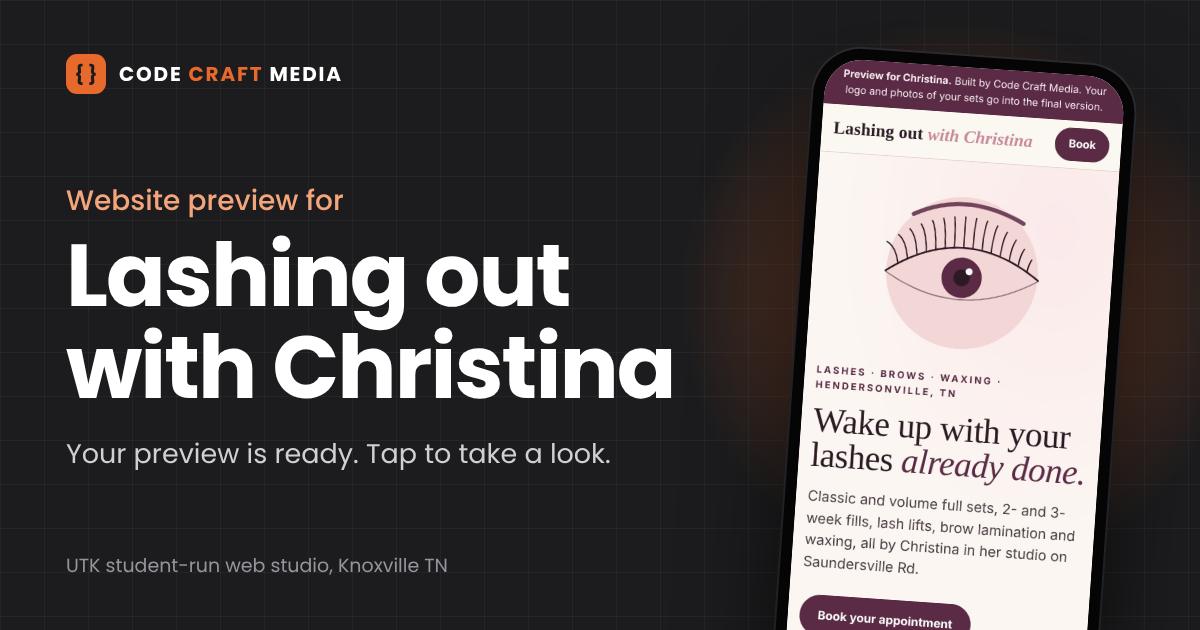 { }
CODE CRAFT MEDIA
Website preview for
Lashing out
with Christina
Your preview is ready. Tap to take a look.
UTK student-run web studio, Knoxville TN
Preview for Christina. Built by Code Craft Media. Your
logo and photos of your sets go into the final version.
Lashing out with Christina
Book
LASHES · BROWS · WAXING ·
HENDERSONVILLE, TN
Wake up with your
lashes already done.
Classic and volume full sets, 2- and 3-
week fills, lash lifts, brow lamination and
waxing, all by Christina in her studio on
Saundersville Rd.
Book your appointment